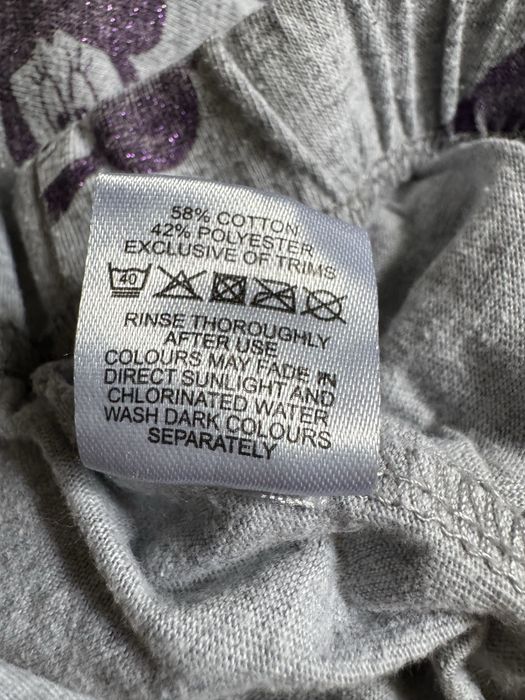 58% COTTON
42% POLYESTER
EXCLUSIVE OF TRIMS
40
RINSE THOROUGHLY
AFTER USE
COLOURS MAY FADE IN
DIRECT SUNLIGHT AND
CHLORINATED WATER
WASH DARK COLOURS
SEPARATELY